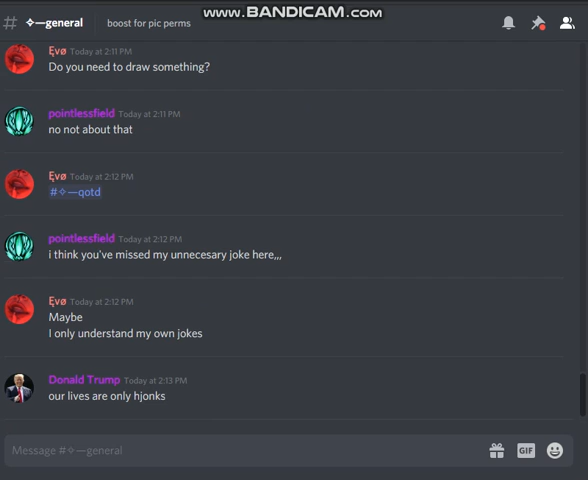 www.BANDICAM.com
# ✧—general boost for pic perms
Ęvø Today at 2:11 PM
Do you need to draw something?
pointlessfield Today at 2:11 PM
no not about that
Ęvø Today at 2:12 PM
#✧—qotd
pointlessfield Today at 2:12 PM
i think you've missed my unnecesary joke here,,,
Ęvø Today at 2:12 PM
Maybe
I only understand my own jokes
Donald Trump Today at 2:13 PM
our lives are only hjonks
Message #✧—general
GIF